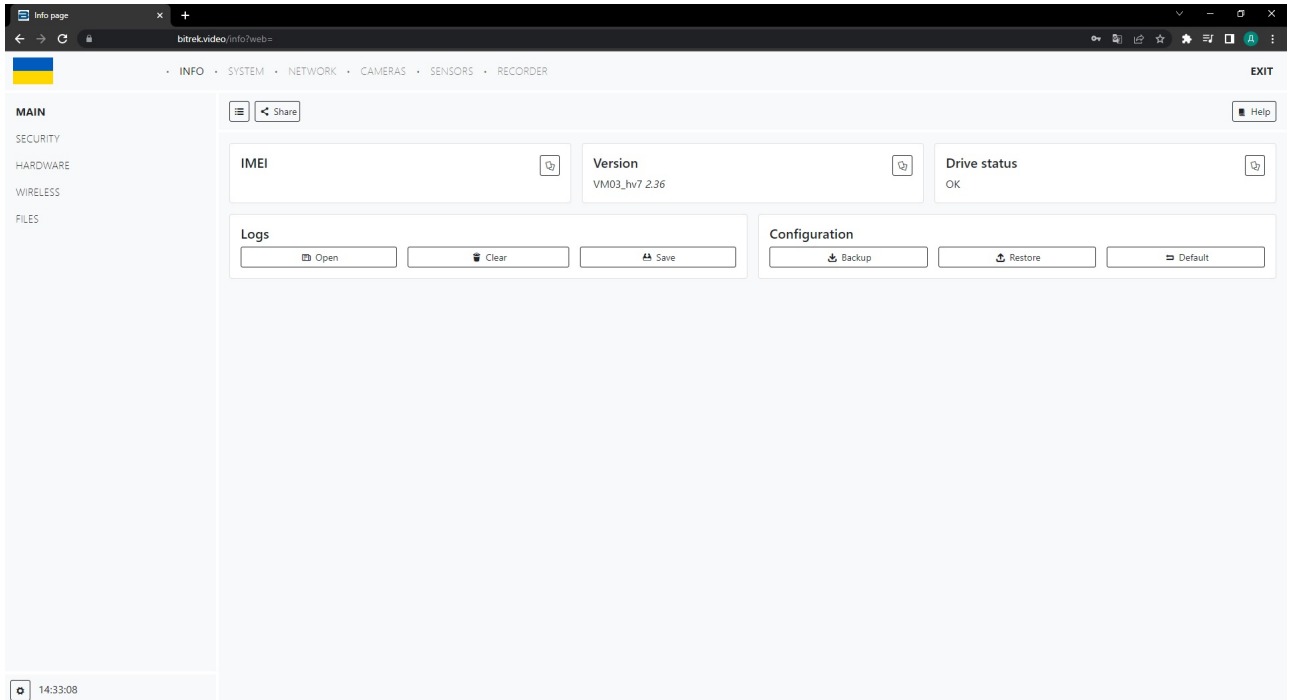 Info page
bitrek.video/info?web=
Д
• INFO • SYSTEM • NETWORK • CAMERAS • SENSORS • RECORDER
EXIT
MAIN
SECURITY
HARDWARE
WIRELESS
FILES
Share
Help
IMEI
Version
VM03_hv7 2.36
Drive status
OK
Logs
Open
Clear
Save
Configuration
Backup
Restore
Default
14:33:08